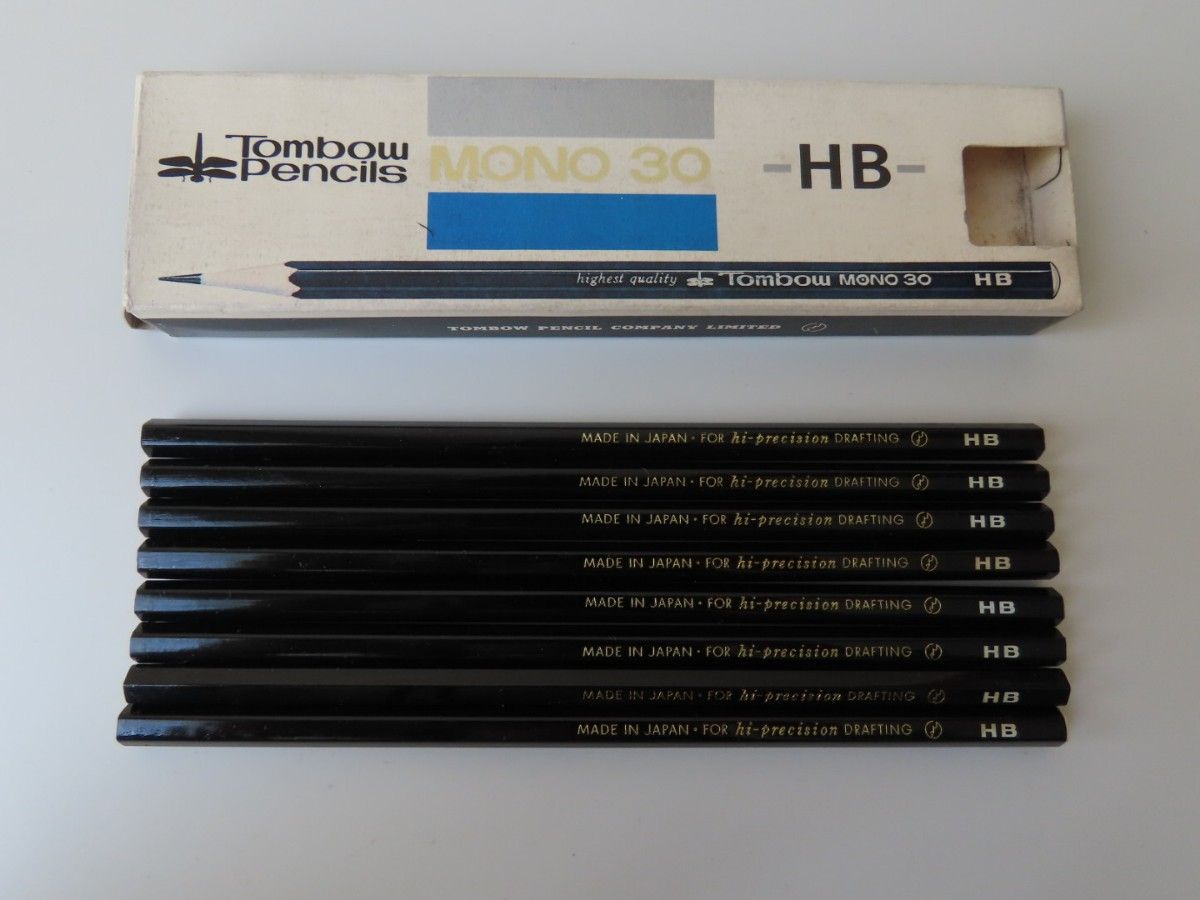 Tombow
Pencils
MONO 30
-HB-
highest quality Tombow MONO 30 HB
TOMBOW PENCIL COMPANY LIMITED
MADE IN JAPAN • FOR hi-precision DRAFTING HB
MADE IN JAPAN • FOR hi-precision DRAFTING HB
MADE IN JAPAN • FOR hi-precision DRAFTING HB
MADE IN JAPAN • FOR hi-precision DRAFTING HB
MADE IN JAPAN • FOR hi-precision DRAFTING HB
MADE IN JAPAN • FOR hi-precision DRAFTING HB
MADE IN JAPAN • FOR hi-precision DRAFTING HB
MADE IN JAPAN • FOR hi-precision DRAFTING HB